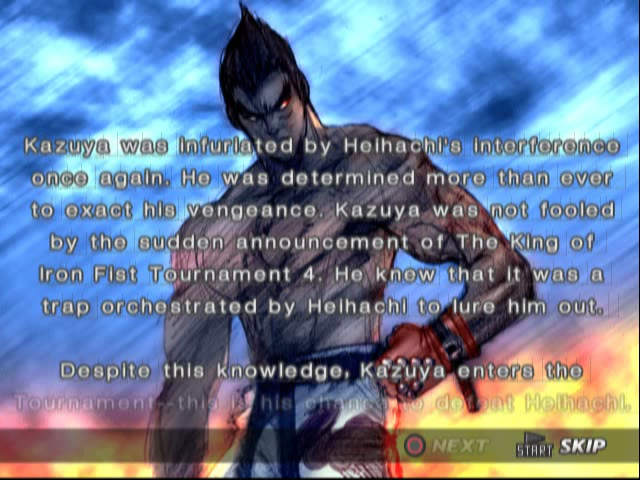 Kazuya was infuriated by Heihachi's interference
once again. He was determined more than ever
to exact his vengeance. Kazuya was not fooled
by the sudden announcement of The King of
Iron Fist Tournament 4. He knew that it was a
trap orchestrated by Heihachi to lure him out.
Despite this knowledge, Kazuya enters the
Tournament--this is his chance to defeat Heihachi.
NEXT START SKIP